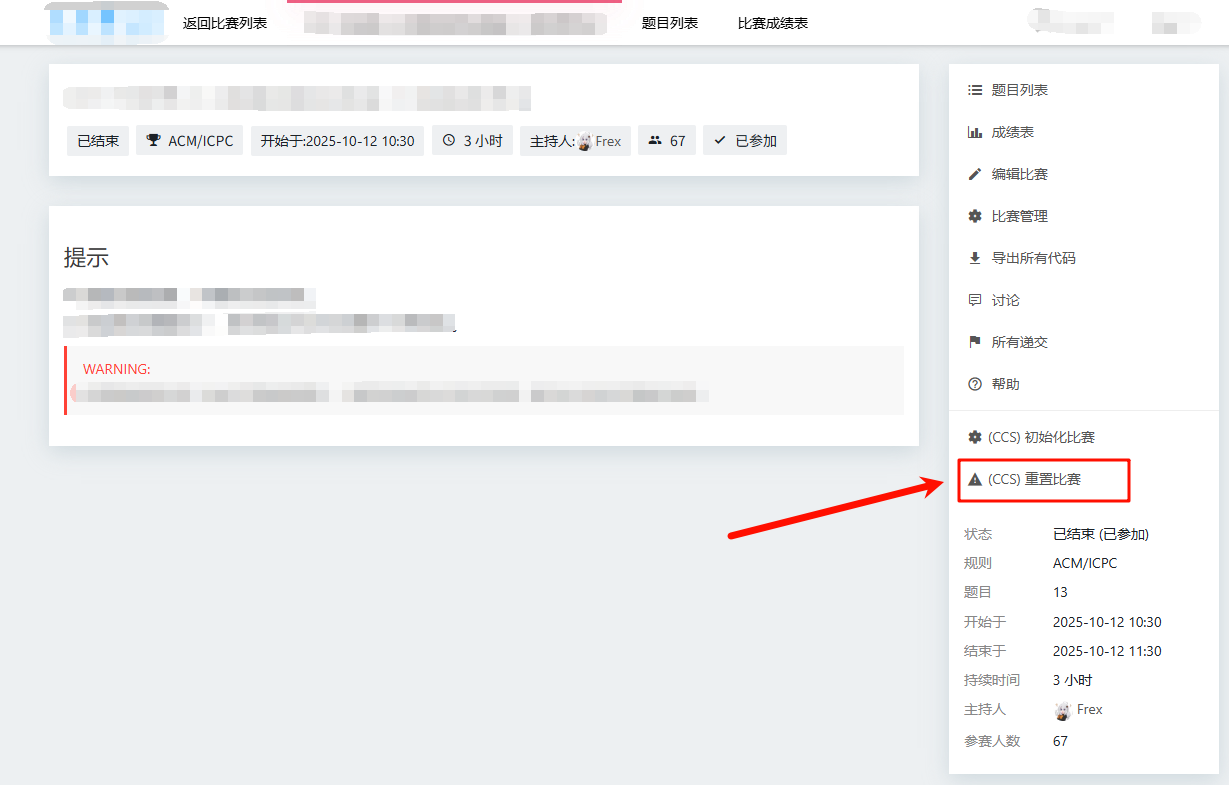 返回比赛列表
题目列表
比赛成绩表
已结束
ACM/ICPC
开始于:2025-10-12 10:30
3 小时
主持人: Frex
67
已参加
提示
WARNING:
题目列表
成绩表
编辑比赛
比赛管理
导出所有代码
讨论
所有递交
帮助
(CCS) 初始化比赛
(CCS) 重置比赛
状态 已结束 (已参加)
规则 ACM/ICPC
题目 13
开始于 2025-10-12 10:30
结束于 2025-10-12 11:30
持续时间 3 小时
主持人 Frex
参赛人数 67